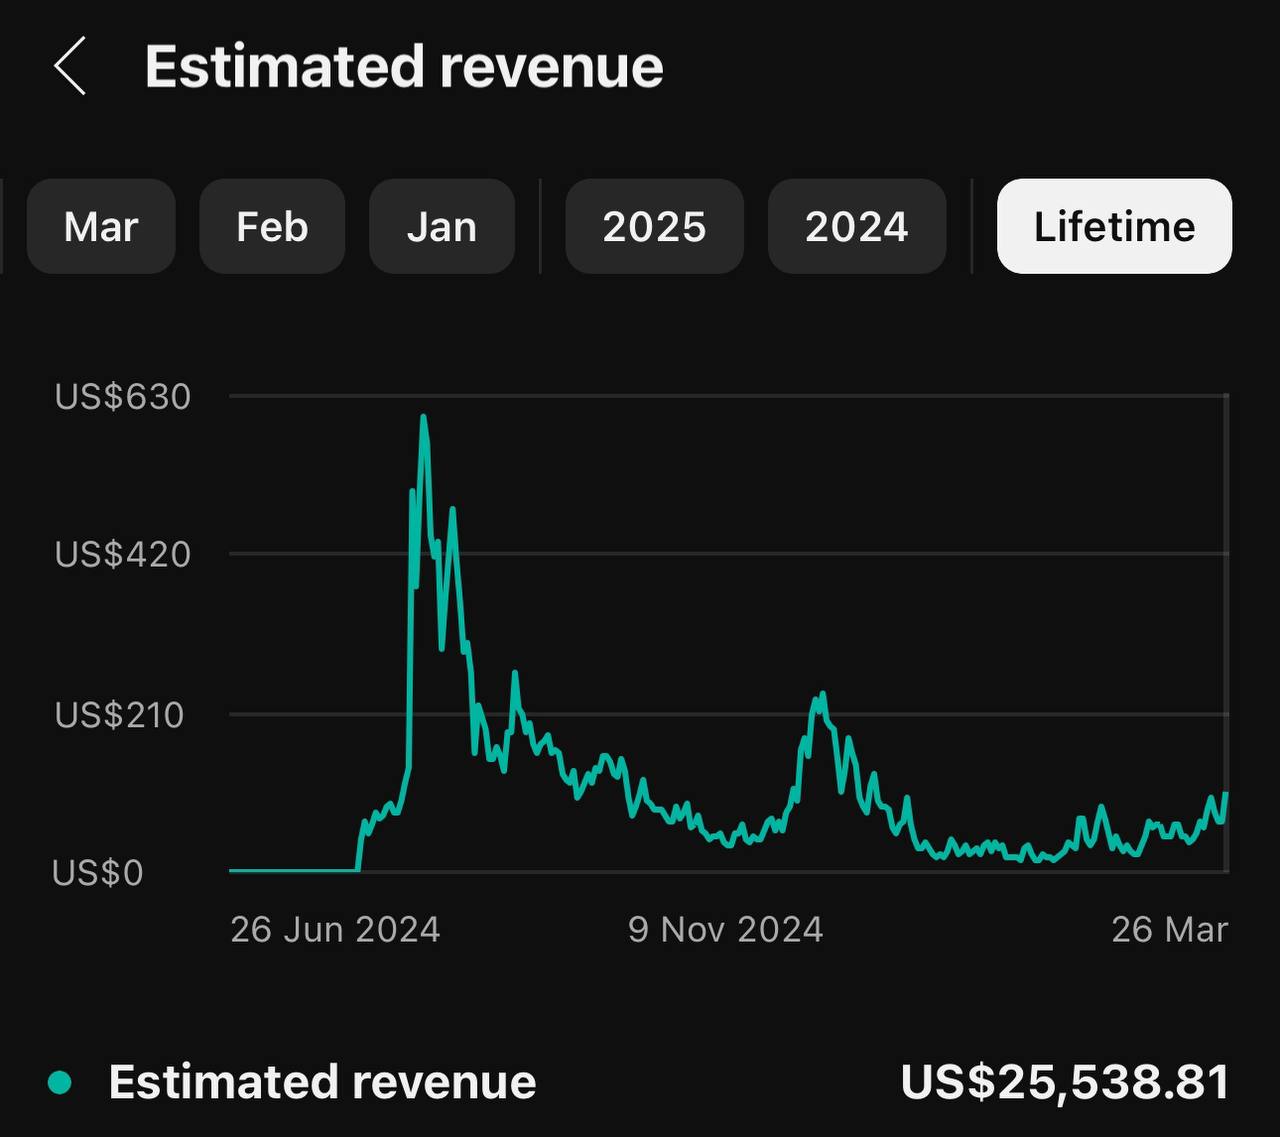 Estimated revenue
Mar Feb Jan 2025 2024 Lifetime
US$630
US$420
US$210
US$0
26 Jun 2024 9 Nov 2024 26 Mar
Estimated revenue US$25,538.81